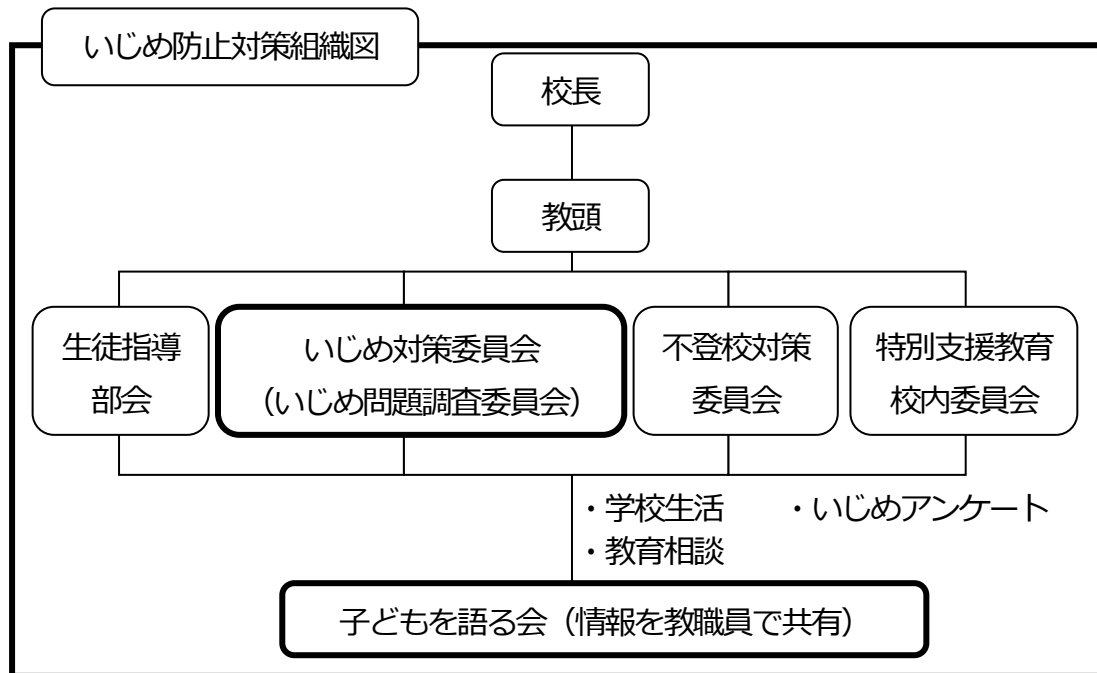 いじめ防止対策組織図
校長
教頭
生徒指導
部会
いじめ対策委員会
（いじめ問題調査委員会）
不登校対策
委員会
特別支援教育
校内委員会
・学校生活　・いじめアンケート
・教育相談
子どもを語る会（情報を教職員で共有）